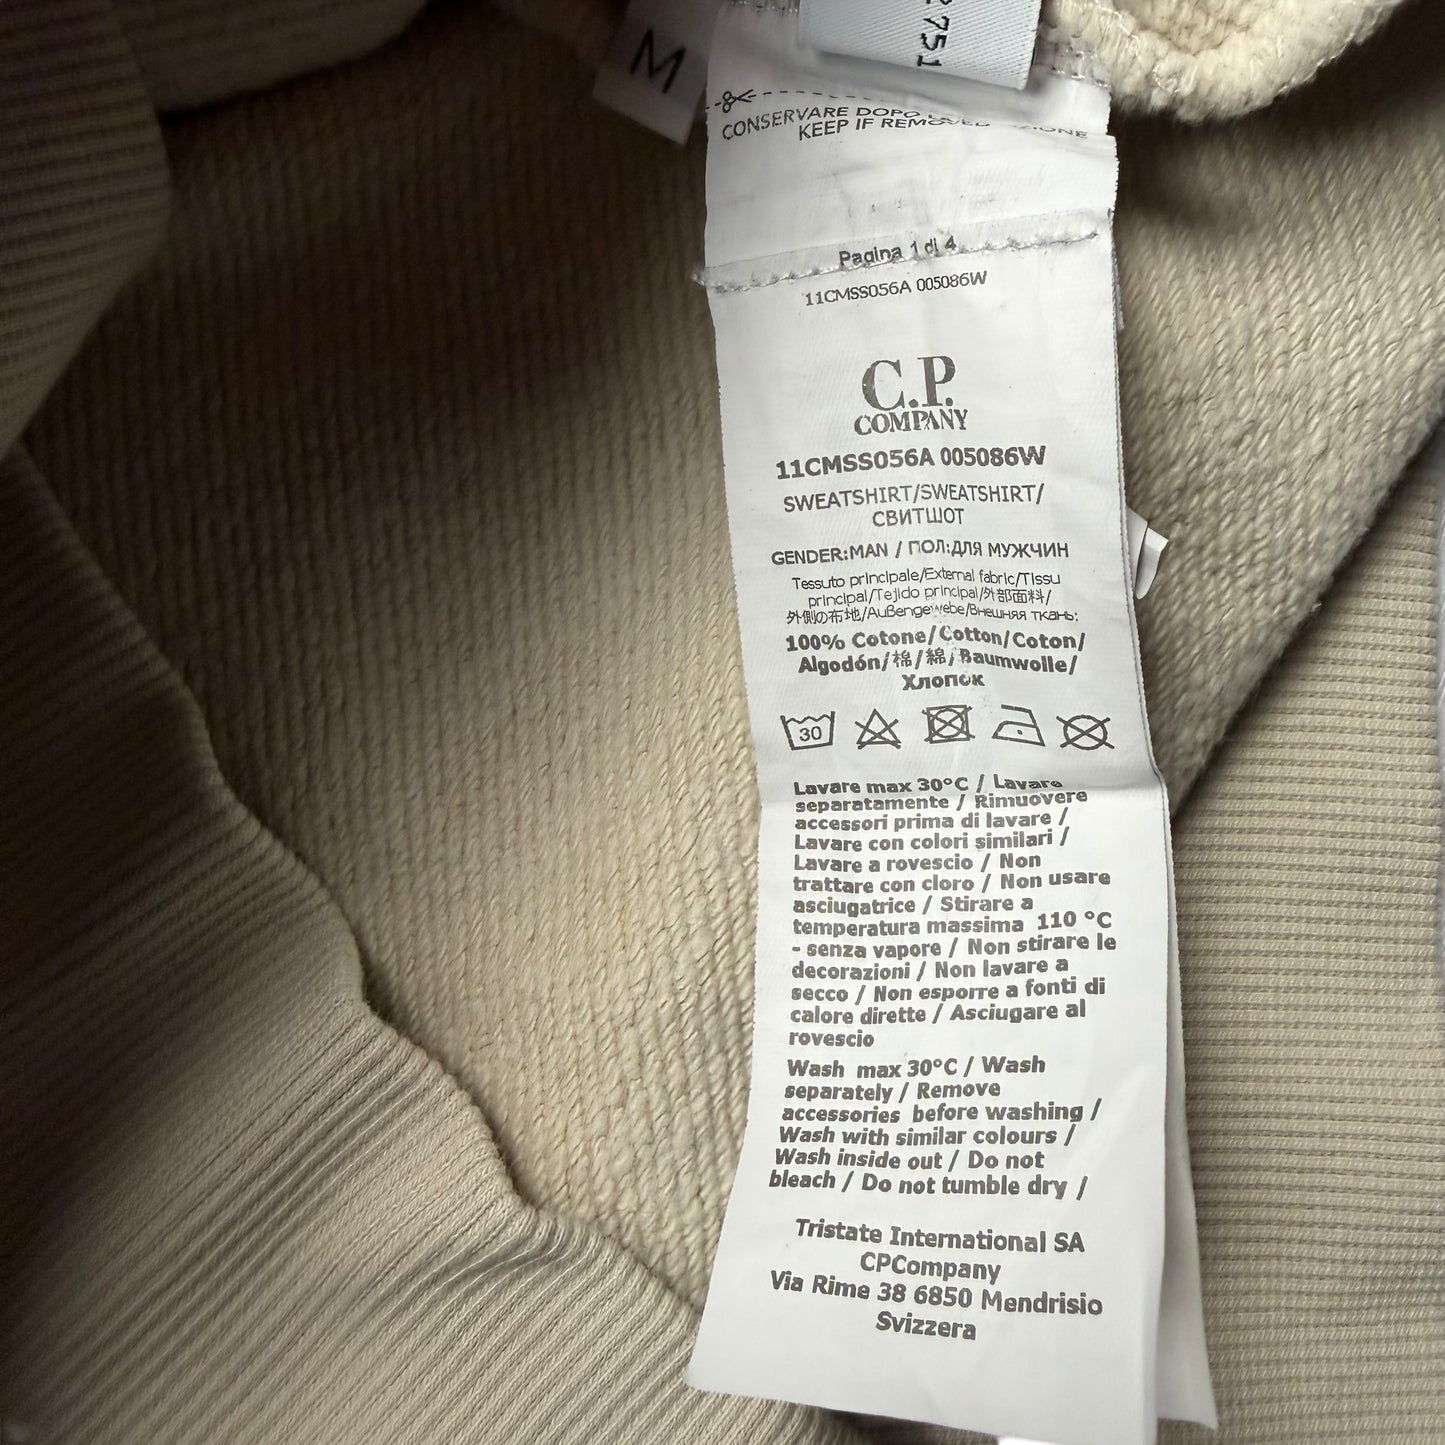 M
2751
CONSERVARE DOPO
KEEP IF REMOVED
Pagina 1 di 4
11CMSS056A 005086W
C.P.
COMPANY
11CMSS056A 005086W
SWEATSHIRT/SWEATSHIRT/
СВИТШОТ
GENDER:MAN / ПОЛ:ДЛЯ МУЖЧИН
Tessuto principale/External fabric/Tissu
principal/Tejido principal/外部面料/
外側の布地/Außengewebe/Внешняя ткань:
100% Cotone/Cotton/Coton/
Algodón/棉/綿/Baumwolle/
Хлопок
30
Lavare max 30°C / Lavare
separatamente / Rimuovere
accessori prima di lavare /
Lavare con colori similari /
Lavare a rovescio / Non
trattare con cloro / Non usare
asciugatrice / Stirare a
temperatura massima 110 °C
- senza vapore / Non stirare le
decorazioni / Non lavare a
secco / Non esporre a fonti di
calore dirette / Asciugare al
rovescio
Wash max 30°C / Wash
separately / Remove
accessories before washing /
Wash with similar colours /
Wash inside out / Do not
bleach / Do not tumble dry /
Tristate International SA
CPCompany
Via Rime 38 6850 Mendrisio
Svizzera